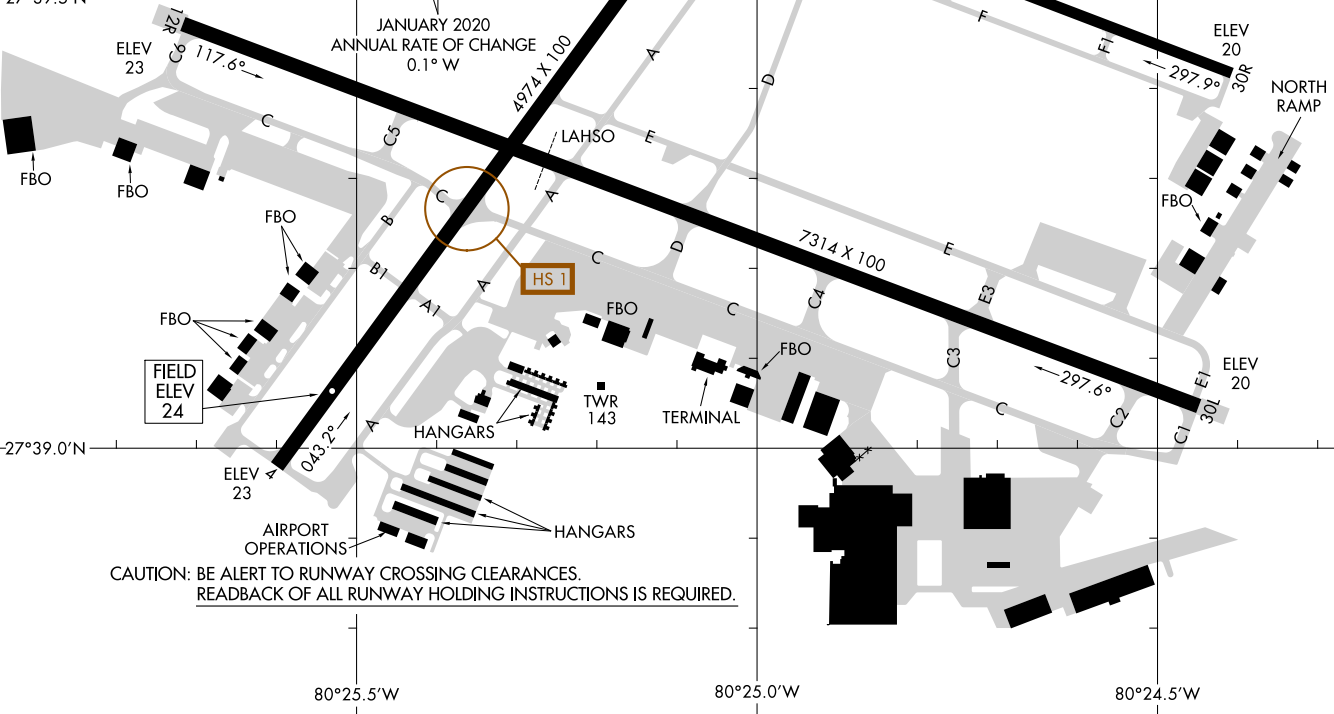 27°39.5'N
JANUARY 2020
ANNUAL RATE OF CHANGE
0.1° W
12R
C6
ELEV
23
117.6°
4974 X 100
A
D
F
F1
ELEV
20
30R
297.9°
NORTH
RAMP
C
C5
LAHSO
E
FBO
FBO
FBO
FBO
C
B
A
D
C
HS 1
7314 X 100
E
B1
A1
A
C
C4
E3
FBO
FBO
FBO
FIELD
ELEV
24
C3
297.6°
E1
30L
ELEV
20
TERMINAL
TWR
143
HANGARS
A
C
C2
C1
27°39.0'N
043.2°
ELEV
23
4
AIRPORT
OPERATIONS
HANGARS
CAUTION: BE ALERT TO RUNWAY CROSSING CLEARANCES.
READBACK OF ALL RUNWAY HOLDING INSTRUCTIONS IS REQUIRED.
80°25.5'W
80°25.0'W
80°24.5'W